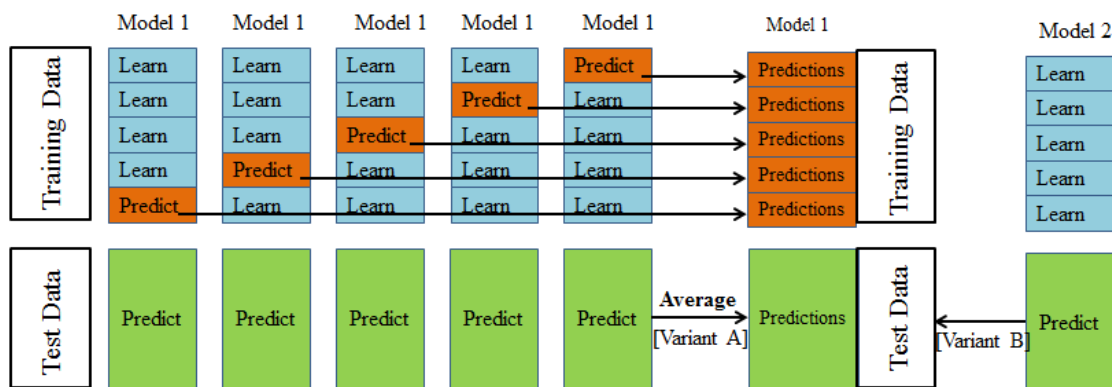 Model 1 Model 1 Model 1 Model 1 Model 1 Model 1 Model 2
Training Data
Learn Learn Learn Learn Predict Predictions Learn
Learn Learn Learn Predict Learn Predictions Learn
Learn Learn Predict Learn Learn Predictions Learn
Learn Predict Learn Learn Learn Predictions Learn
Predict Learn Learn Learn Learn Predictions Learn
Training Data
Test Data
Predict Predict Predict Predict Predict
Average
[Variant A]
Predictions
Test Data
[Variant B]
Predict